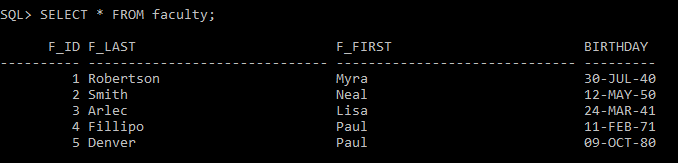 SQL> SELECT * FROM faculty;
F_ID F_LAST F_FIRST BIRTHDAY
---------- ------------------------------ ------------------------------ ---------
1 Robertson Myra 30-JUL-40
2 Smith Neal 12-MAY-50
3 Arlec Lisa 24-MAR-41
4 Fillipo Paul 11-FEB-71
5 Denver Paul 09-OCT-80